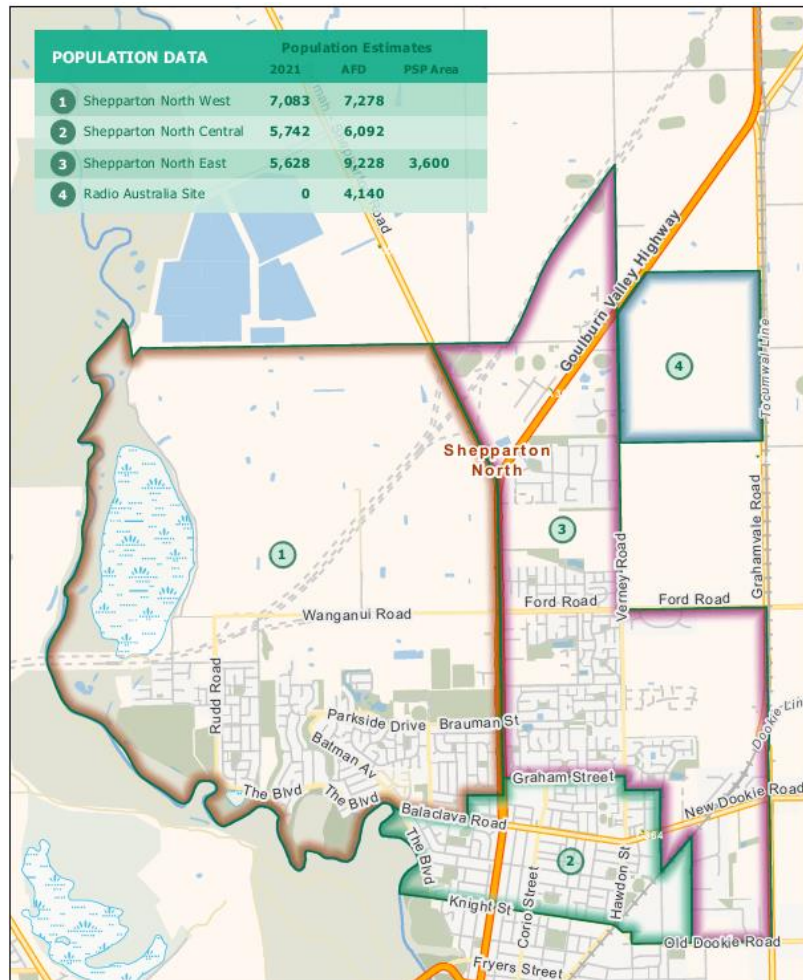 POPULATION DATA
Population Estimates
2021 AFD PSP Area
1 Shepparton North West 7,083 7,278
2 Shepparton North Central 5,742 6,092
3 Shepparton North East 5,628 9,228 3,600
4 Radio Australia Site 0 4,140
Road
Goulburn Valley Highway
4
Tocumwal Line
Shepparton
North
3
1
Verney Road
Grahamvale Road
Wanganui Road
Ford Road
Ford Road
Rudd Road
Parkside Drive
Brauman St
Batman Av
Dookie Line
Graham Street
The Blvd
The Blvd
Balaclava Road
New Dookie Road
The Blvd
2
Hawdon St
Corio Street
Knight St
Old Dookie Road
Fryers Street